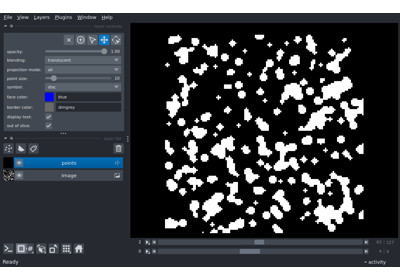 File View Layers Plugins Window Help
opacity: 1.00
blending: translucent
projection mode: all
point size: 10
symbol: disc
face color: blue
border color: dimgrey
display text:
out of slice:
points
image
Ready
activity